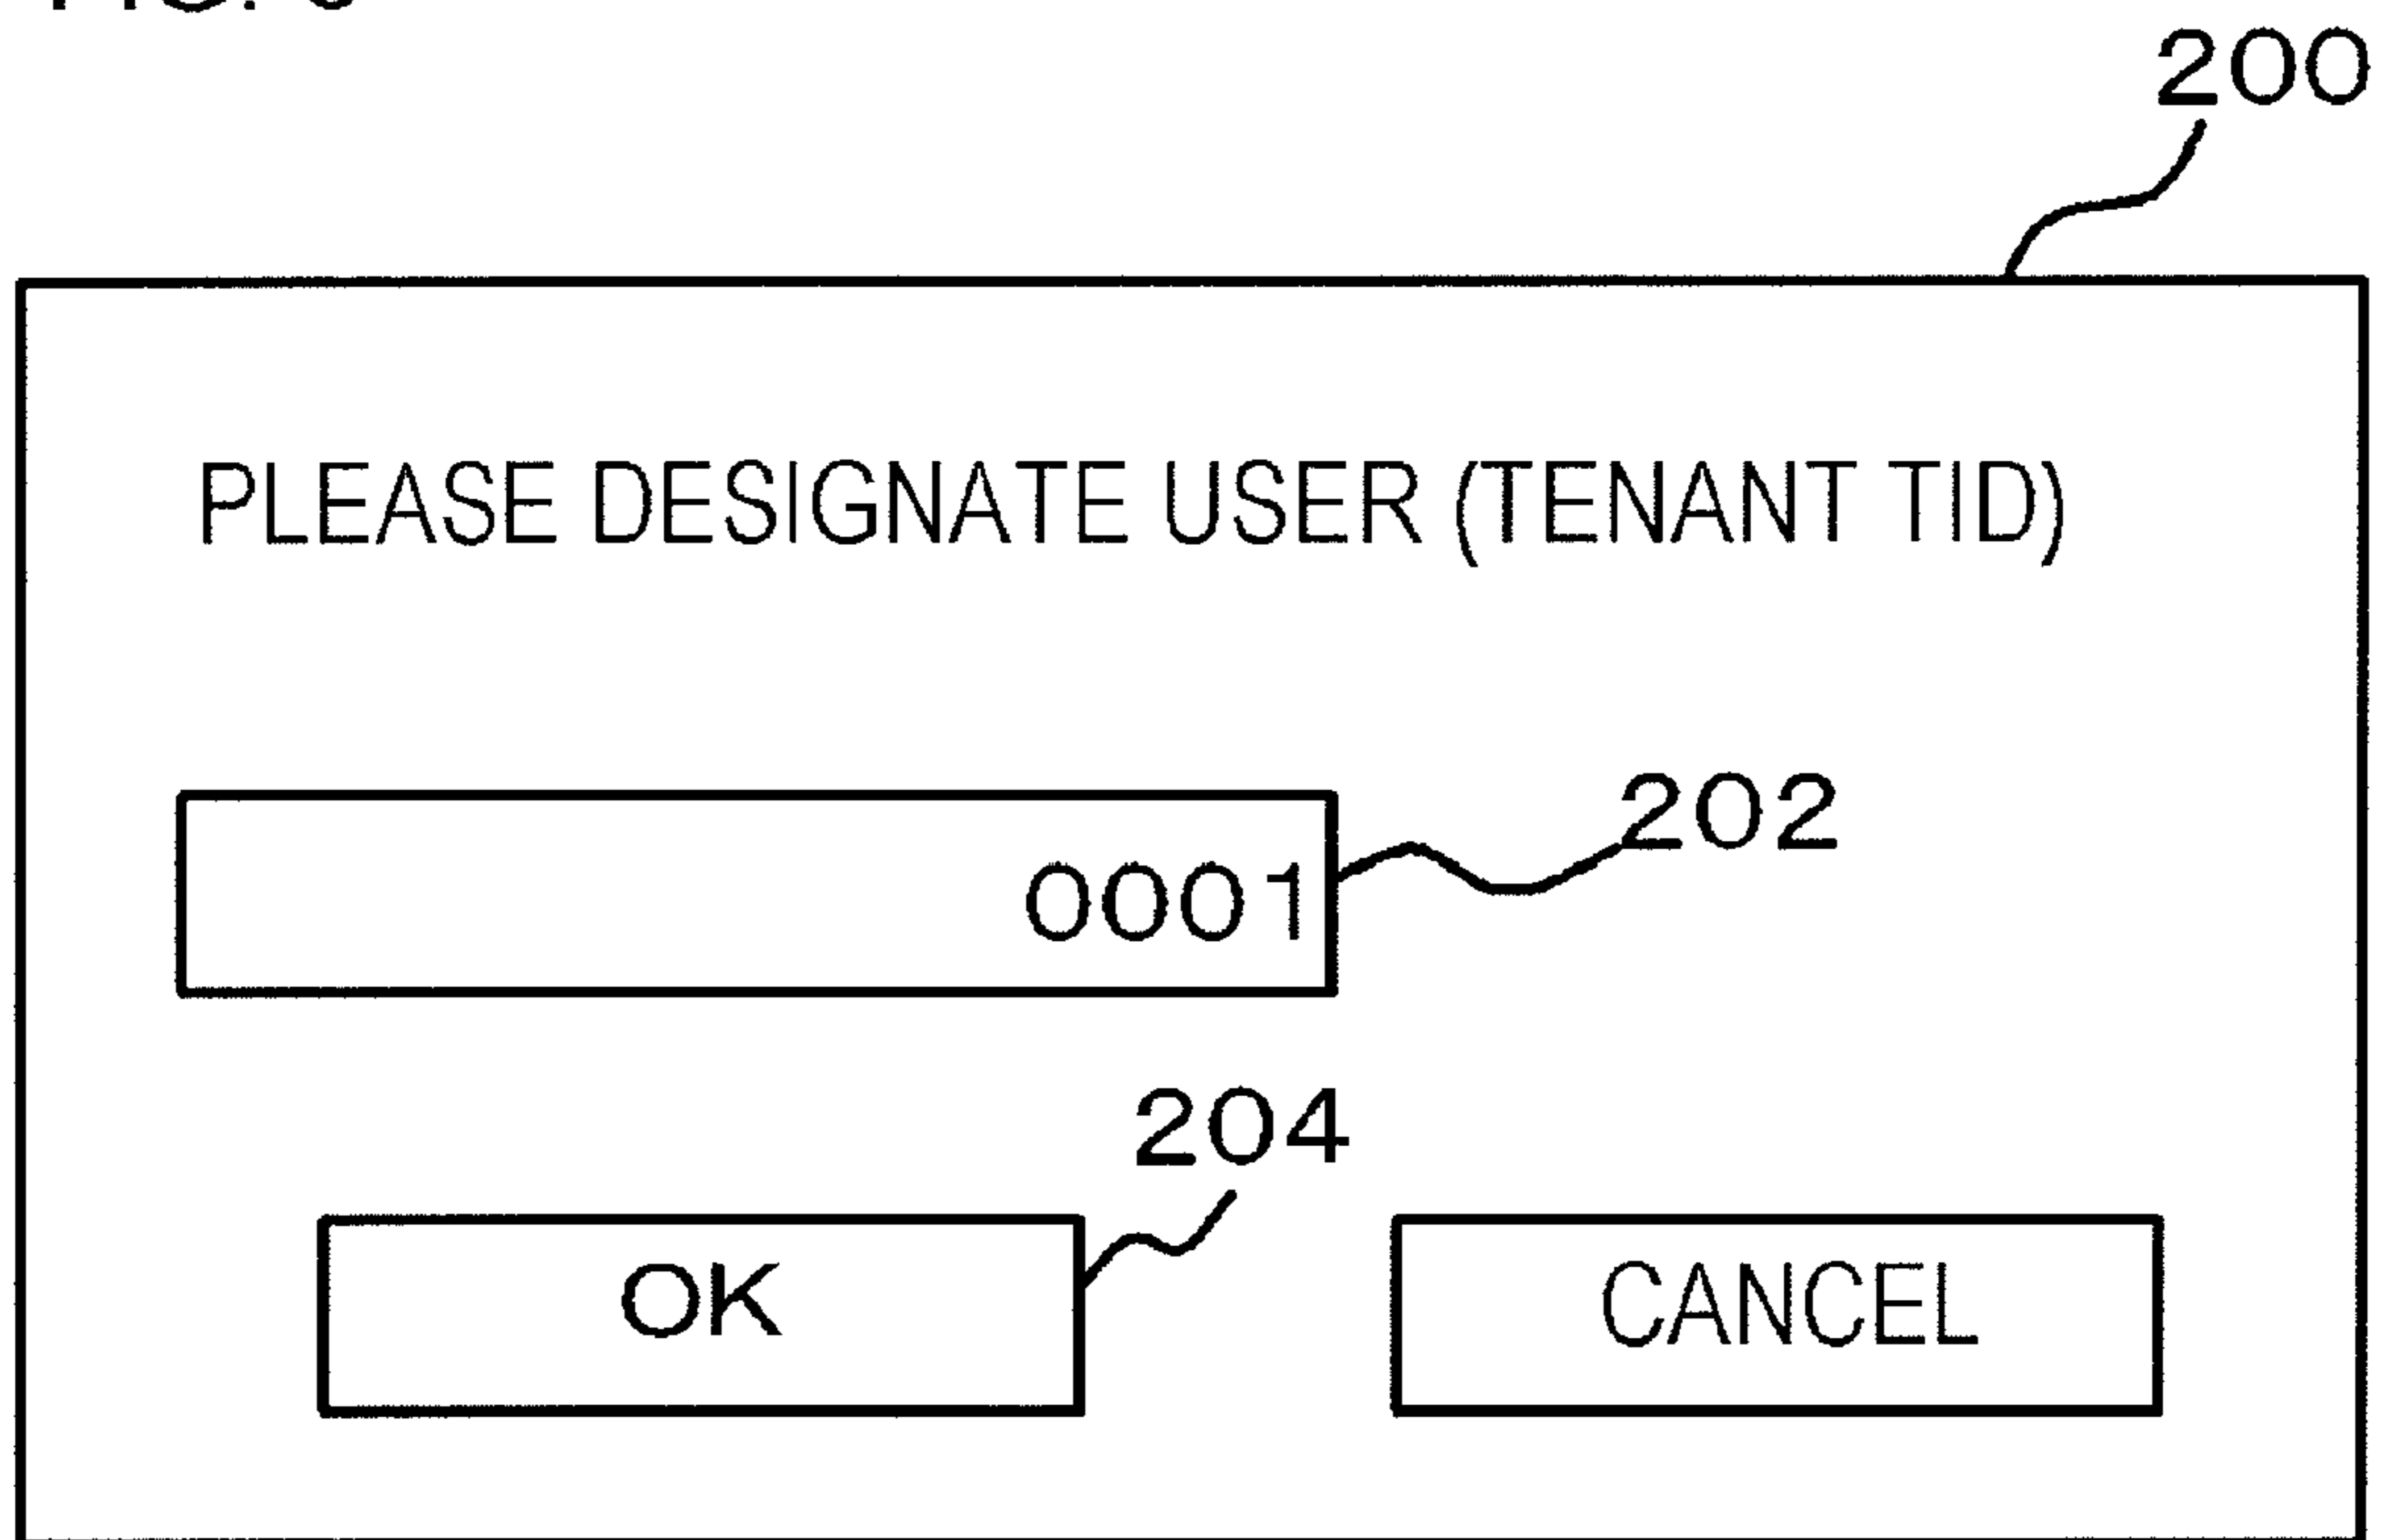 200
PLEASE DESIGNATE USER (TENANT TID)
202
0001
204
OK
CANCEL